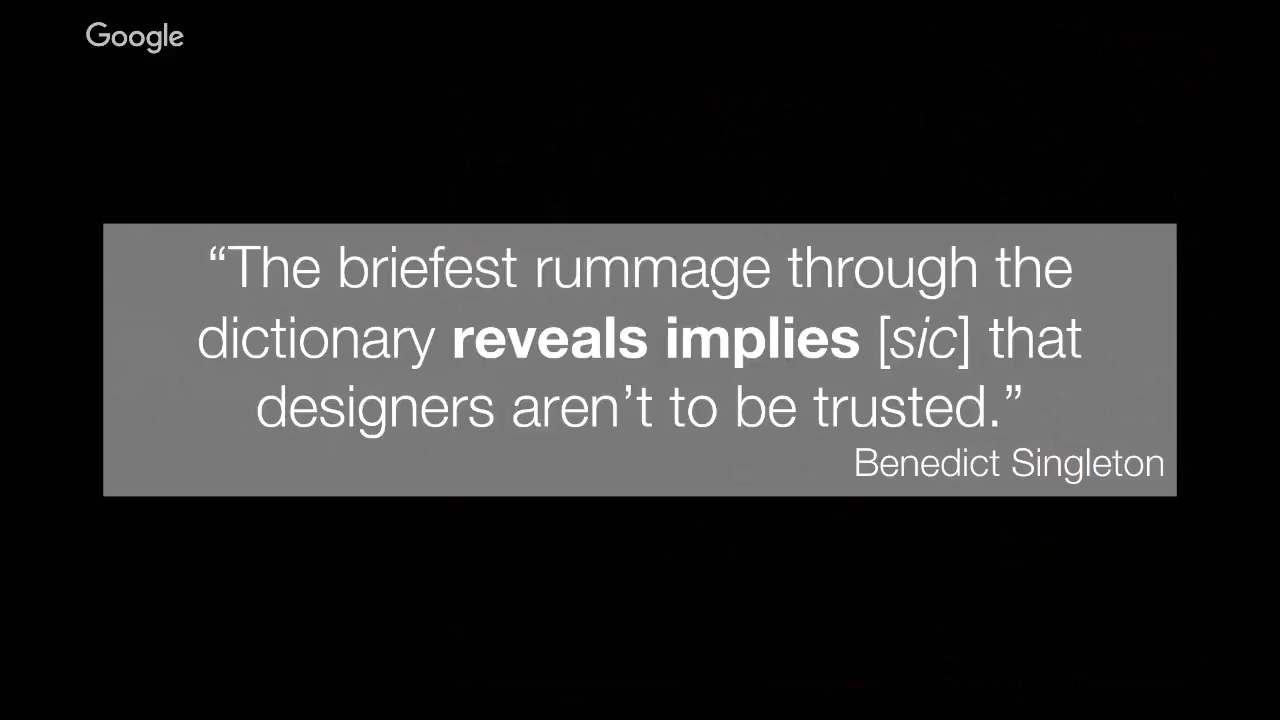 Google
“The briefest rummage through the
dictionary reveals implies [sic] that
designers aren’t to be trusted.”
Benedict Singleton